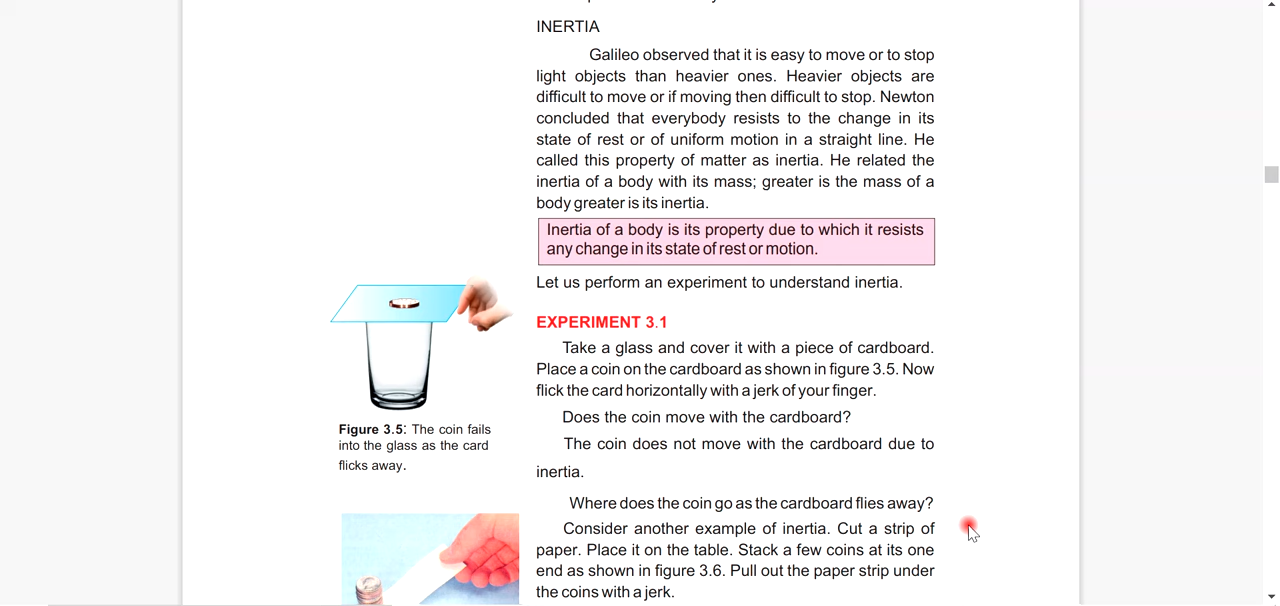 INERTIA
Galileo observed that it is easy to move or to stop
light objects than heavier ones. Heavier objects are
difficult to move or if moving then difficult to stop. Newton
concluded that everybody resists to the change in its
state of rest or of uniform motion in a straight line. He
called this property of matter as inertia. He related the
inertia of a body with its mass; greater is the mass of a
body greater is its inertia.
Inertia of a body is its property due to which it resists
any change in its state of rest or motion.
Let us perform an experiment to understand inertia.
EXPERIMENT 3.1
Take a glass and cover it with a piece of cardboard.
Place a coin on the cardboard as shown in figure 3.5. Now
flick the card horizontally with a jerk of your finger.
Does the coin move with the cardboard?
The coin does not move with the cardboard due to
inertia.
Where does the coin go as the cardboard flies away?
Consider another example of inertia. Cut a strip of
paper. Place it on the table. Stack a few coins at its one
end as shown in figure 3.6. Pull out the paper strip under
the coins with a jerk.
Figure 3.5: The coin fails
into the glass as the card
flicks away.